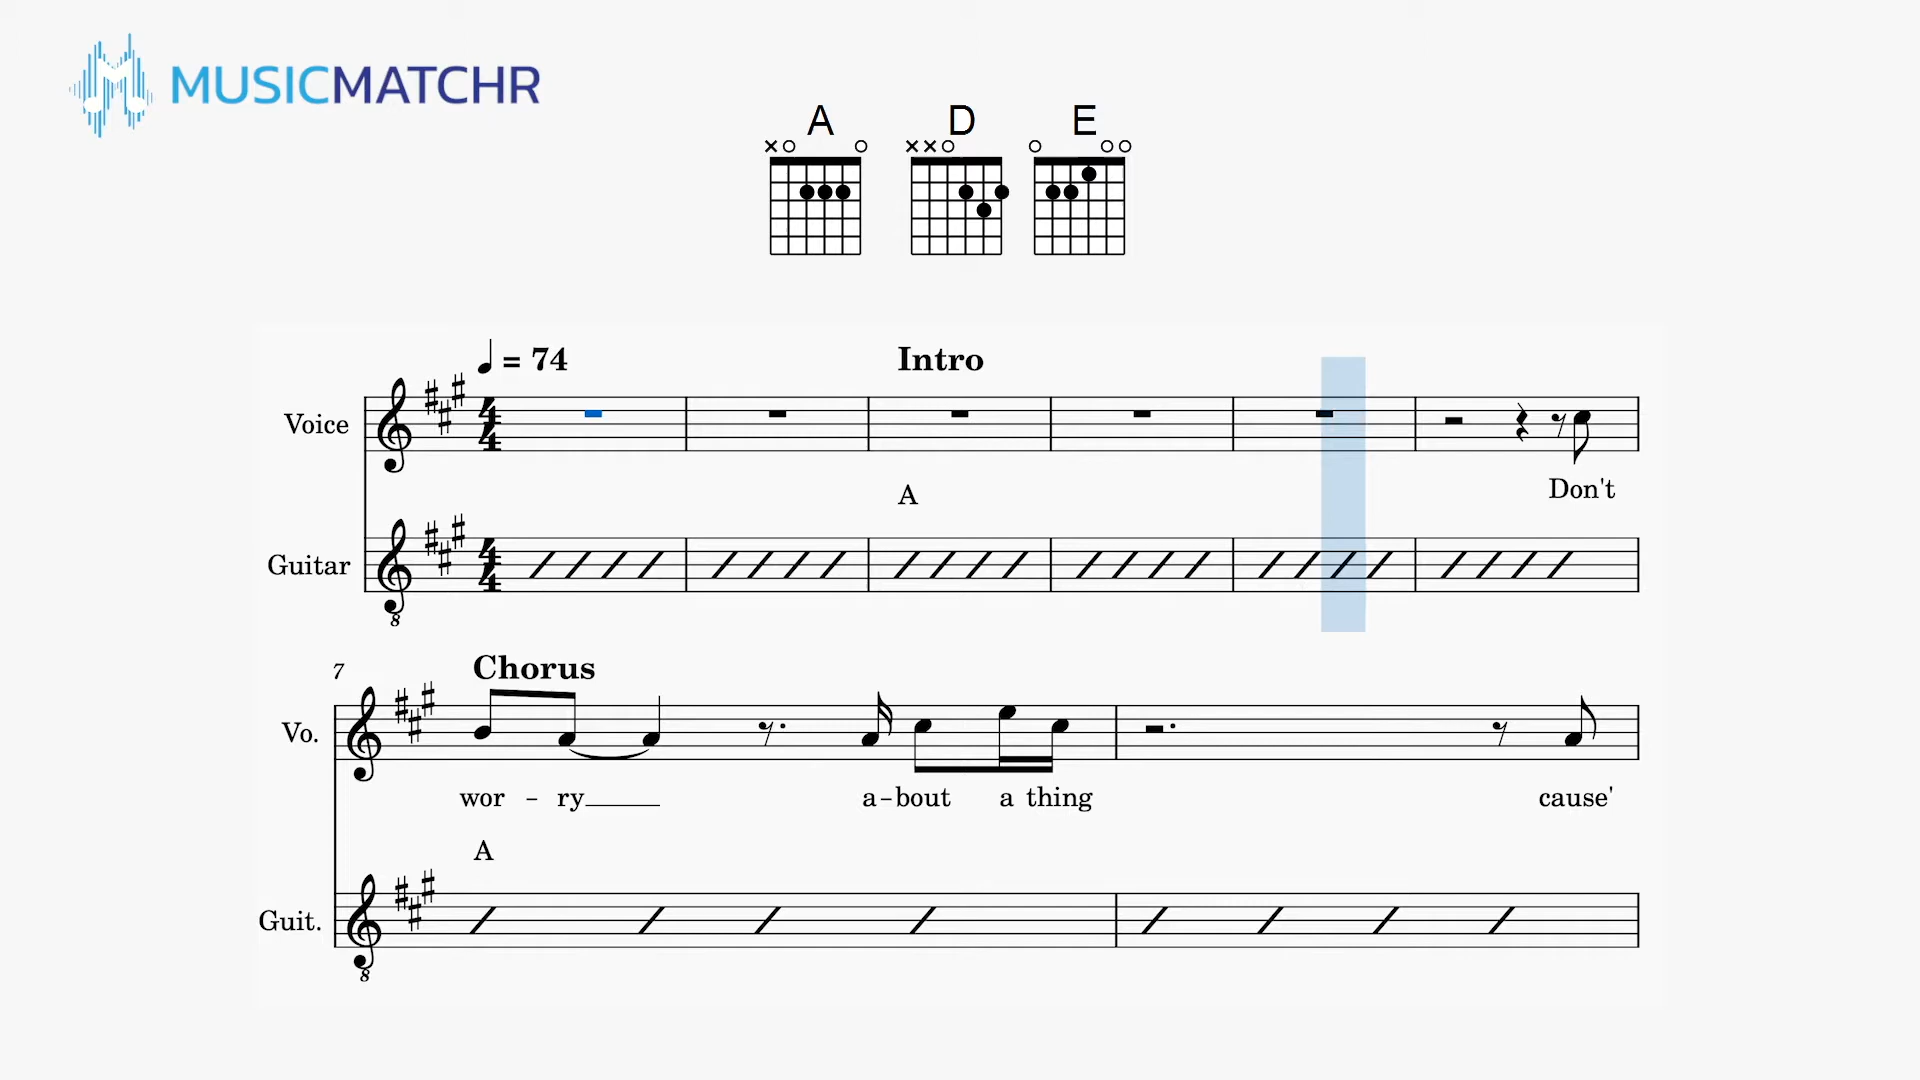 MUSICMATCHR
A D E
= 74 Intro
Voice
Don't
A
Guitar
8
7 Chorus
Vo.
wor - ry a - bout a thing cause'
A
Guit.
8